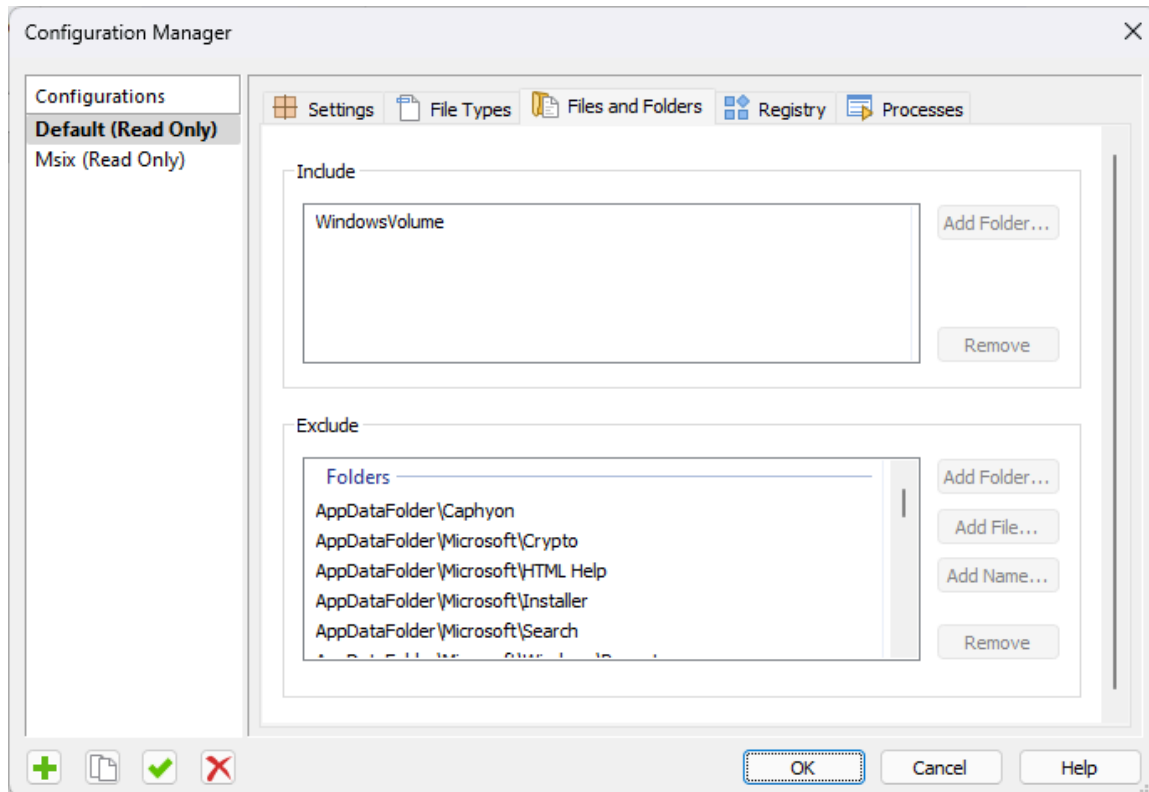 Configuration Manager
Configurations
Default (Read Only)
Msix (Read Only)
Settings File Types Files and Folders Registry Processes
Include
WindowsVolume
Add Folder...
Remove
Exclude
Folders
AppDataFolder\Caphyon
AppDataFolder\Microsoft\Crypto
AppDataFolder\Microsoft\HTML Help
AppDataFolder\Microsoft\Installer
AppDataFolder\Microsoft\Search
Add Folder...
Add File...
Add Name...
Remove
OK Cancel Help